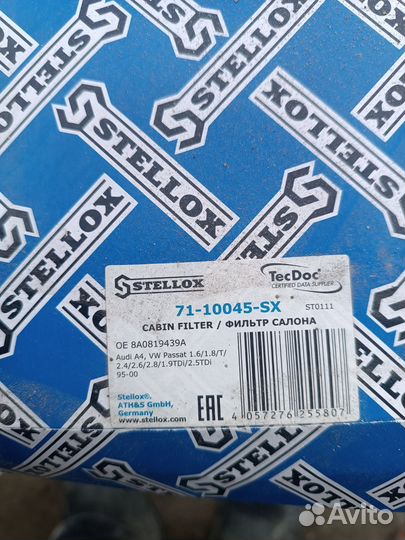 STELLOX
STELLOX
STELLOX
STELLOX
STELLOX
TecDoc
CERTIFIED DATA SUPPLIER
71-10045-SX
ST0111
CABIN FILTER / ФИЛЬТР САЛОНА
OE 8A0819439A
Audi A4, VW Passat 1.6/1.8/T/
2.4/2.6/2.8/1.9TDi/2.5TDi
95-00
Stellox®,
ATH&S GmbH,
Germany
www.stellox.com
EAC
4 057276 255807
STELLOX
STELLOX
Avito